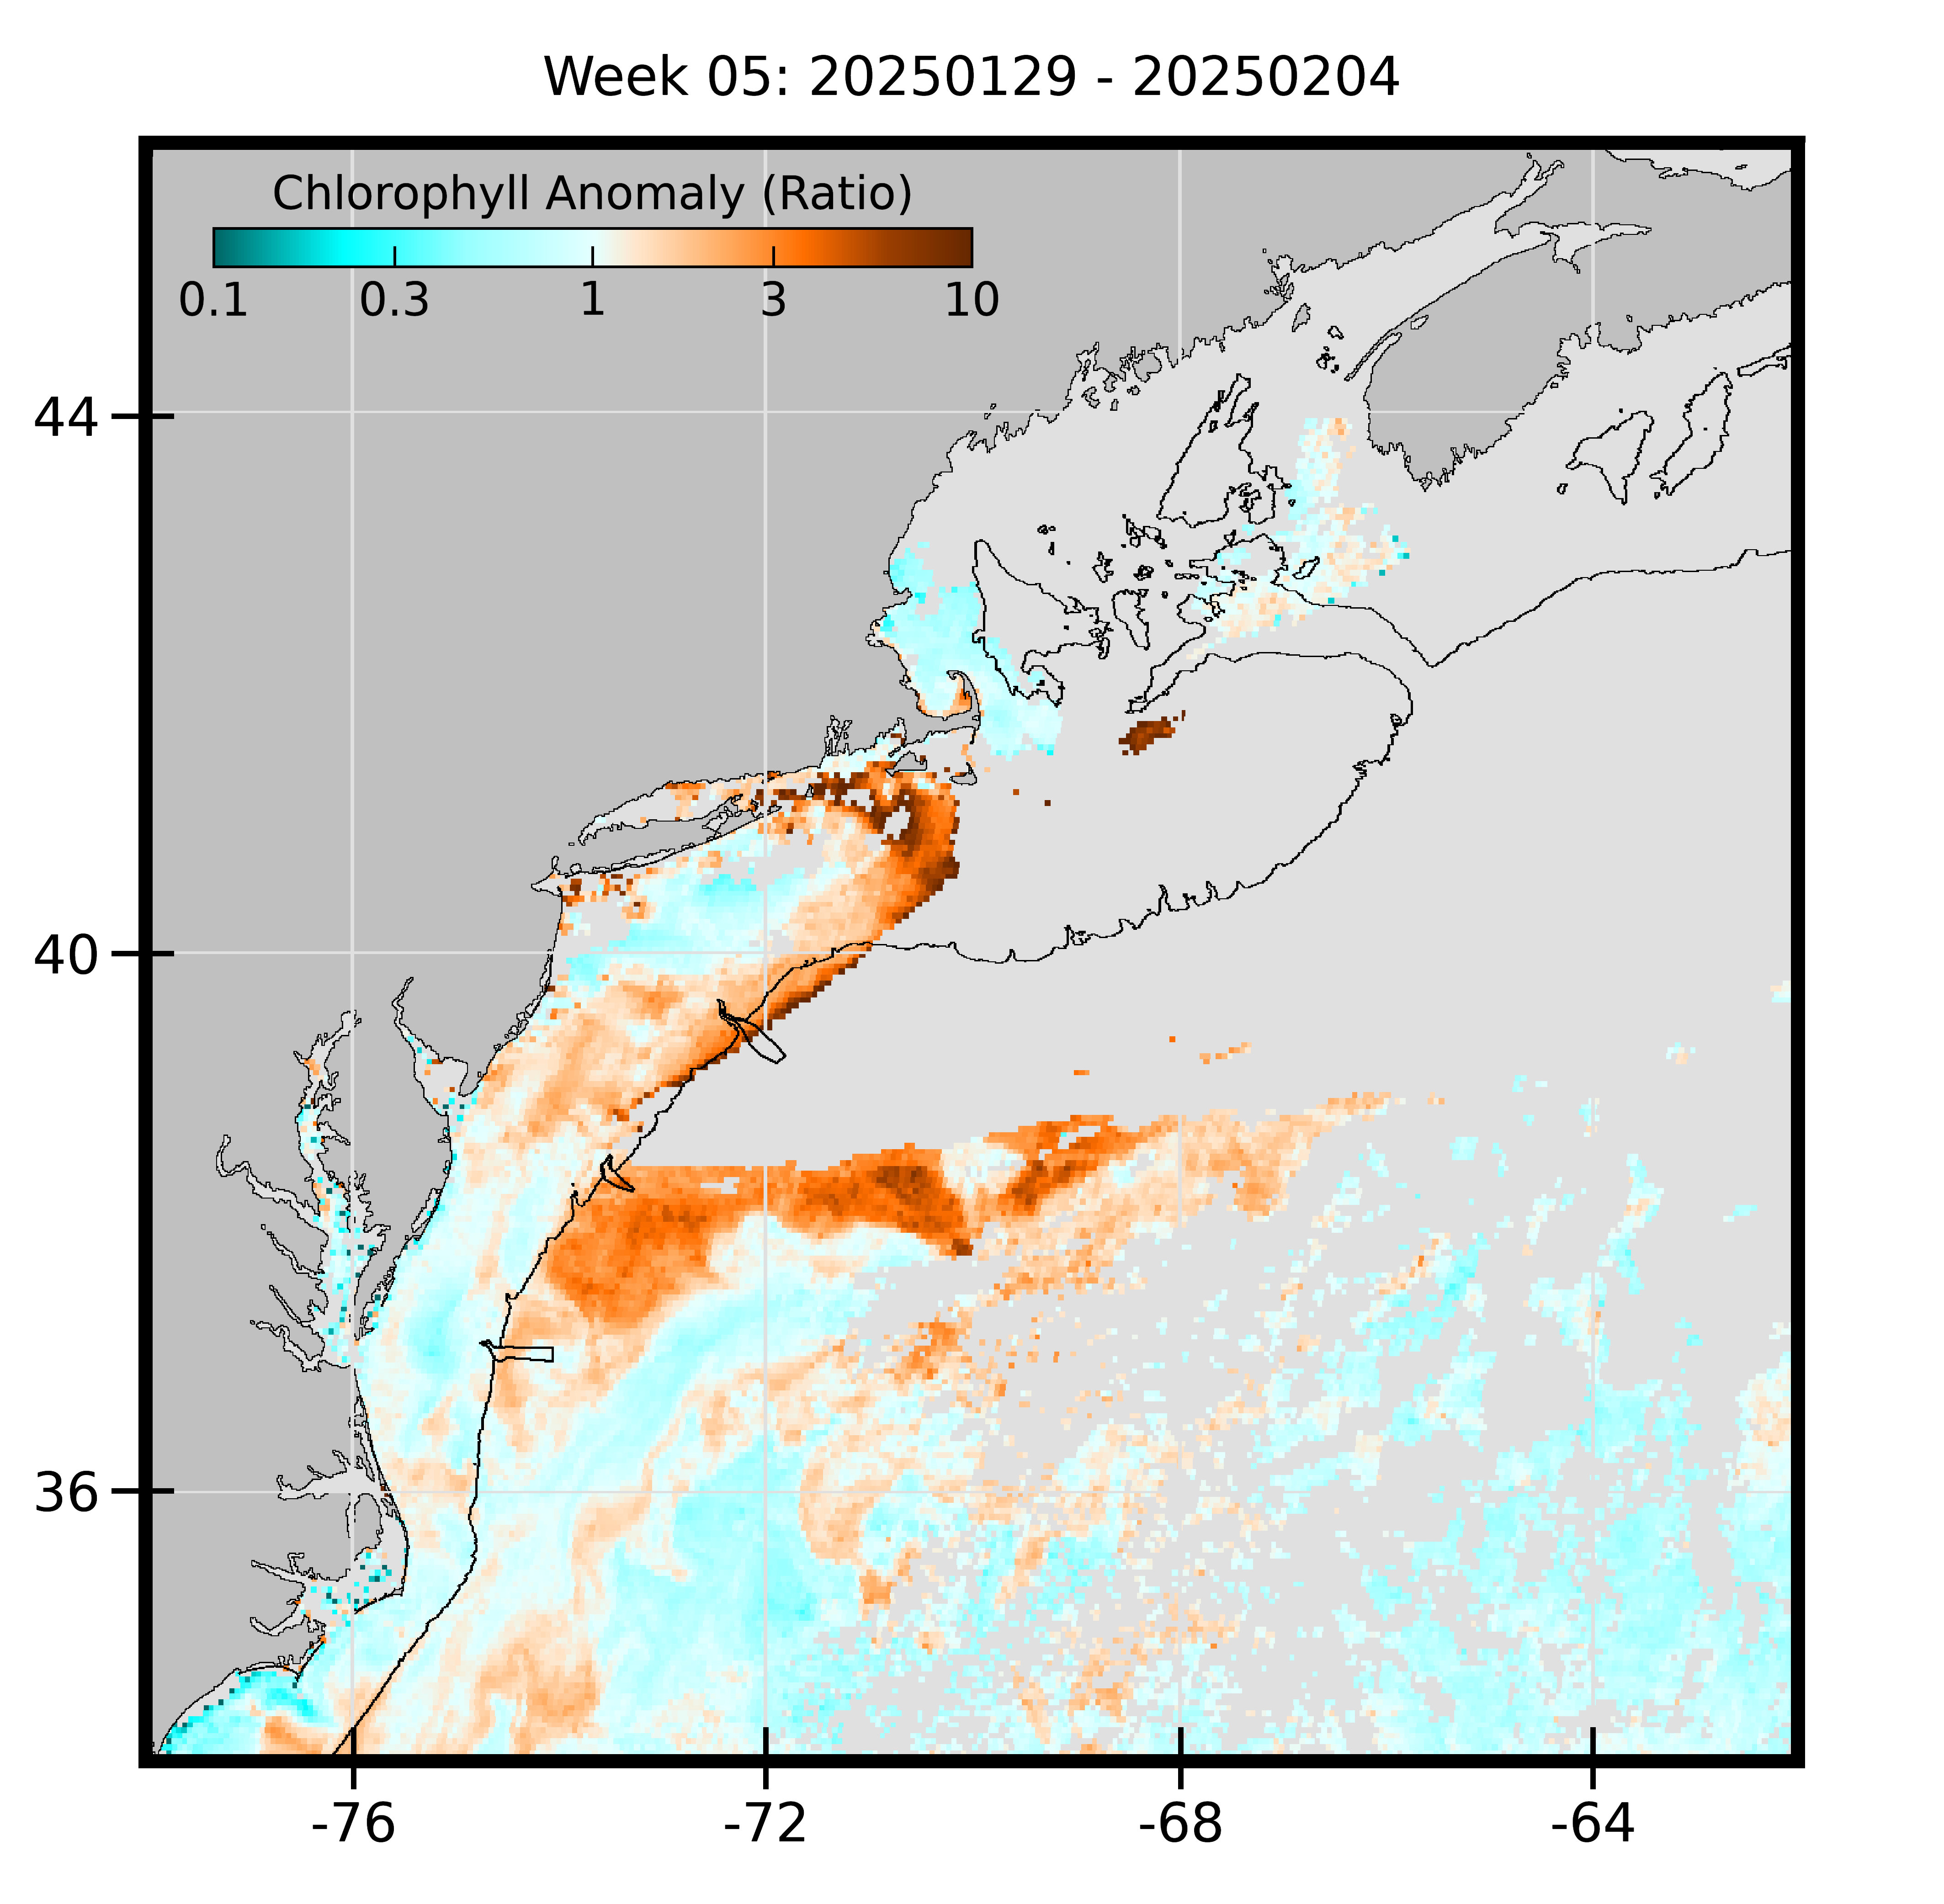 Week 05: 20250129 - 20250204
Chlorophyll Anomaly (Ratio)
0.1 0.3 1 3 10
44
40
36
-76 -72 -68 -64